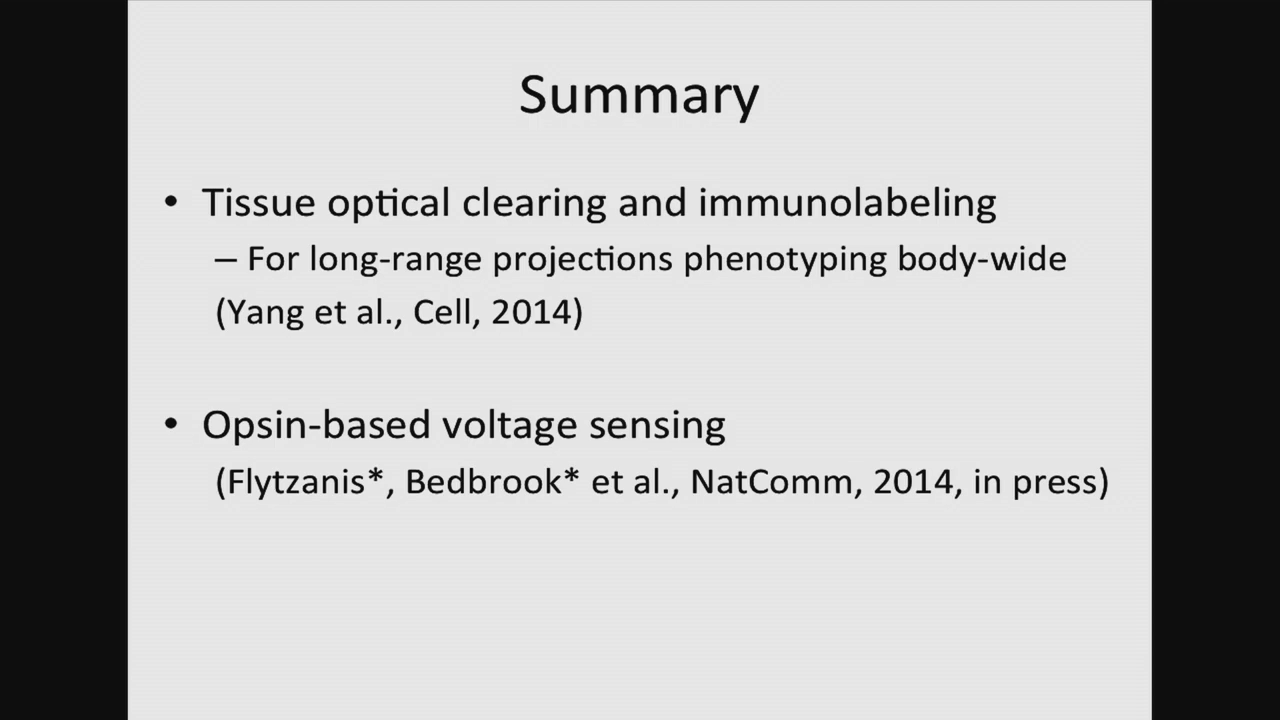 Summary
• Tissue optical clearing and immunolabeling
– For long-range projections phenotyping body-wide
(Yang et al., Cell, 2014)
• Opsin-based voltage sensing
(Flytzanis*, Bedbrook* et al., NatComm, 2014, in press)